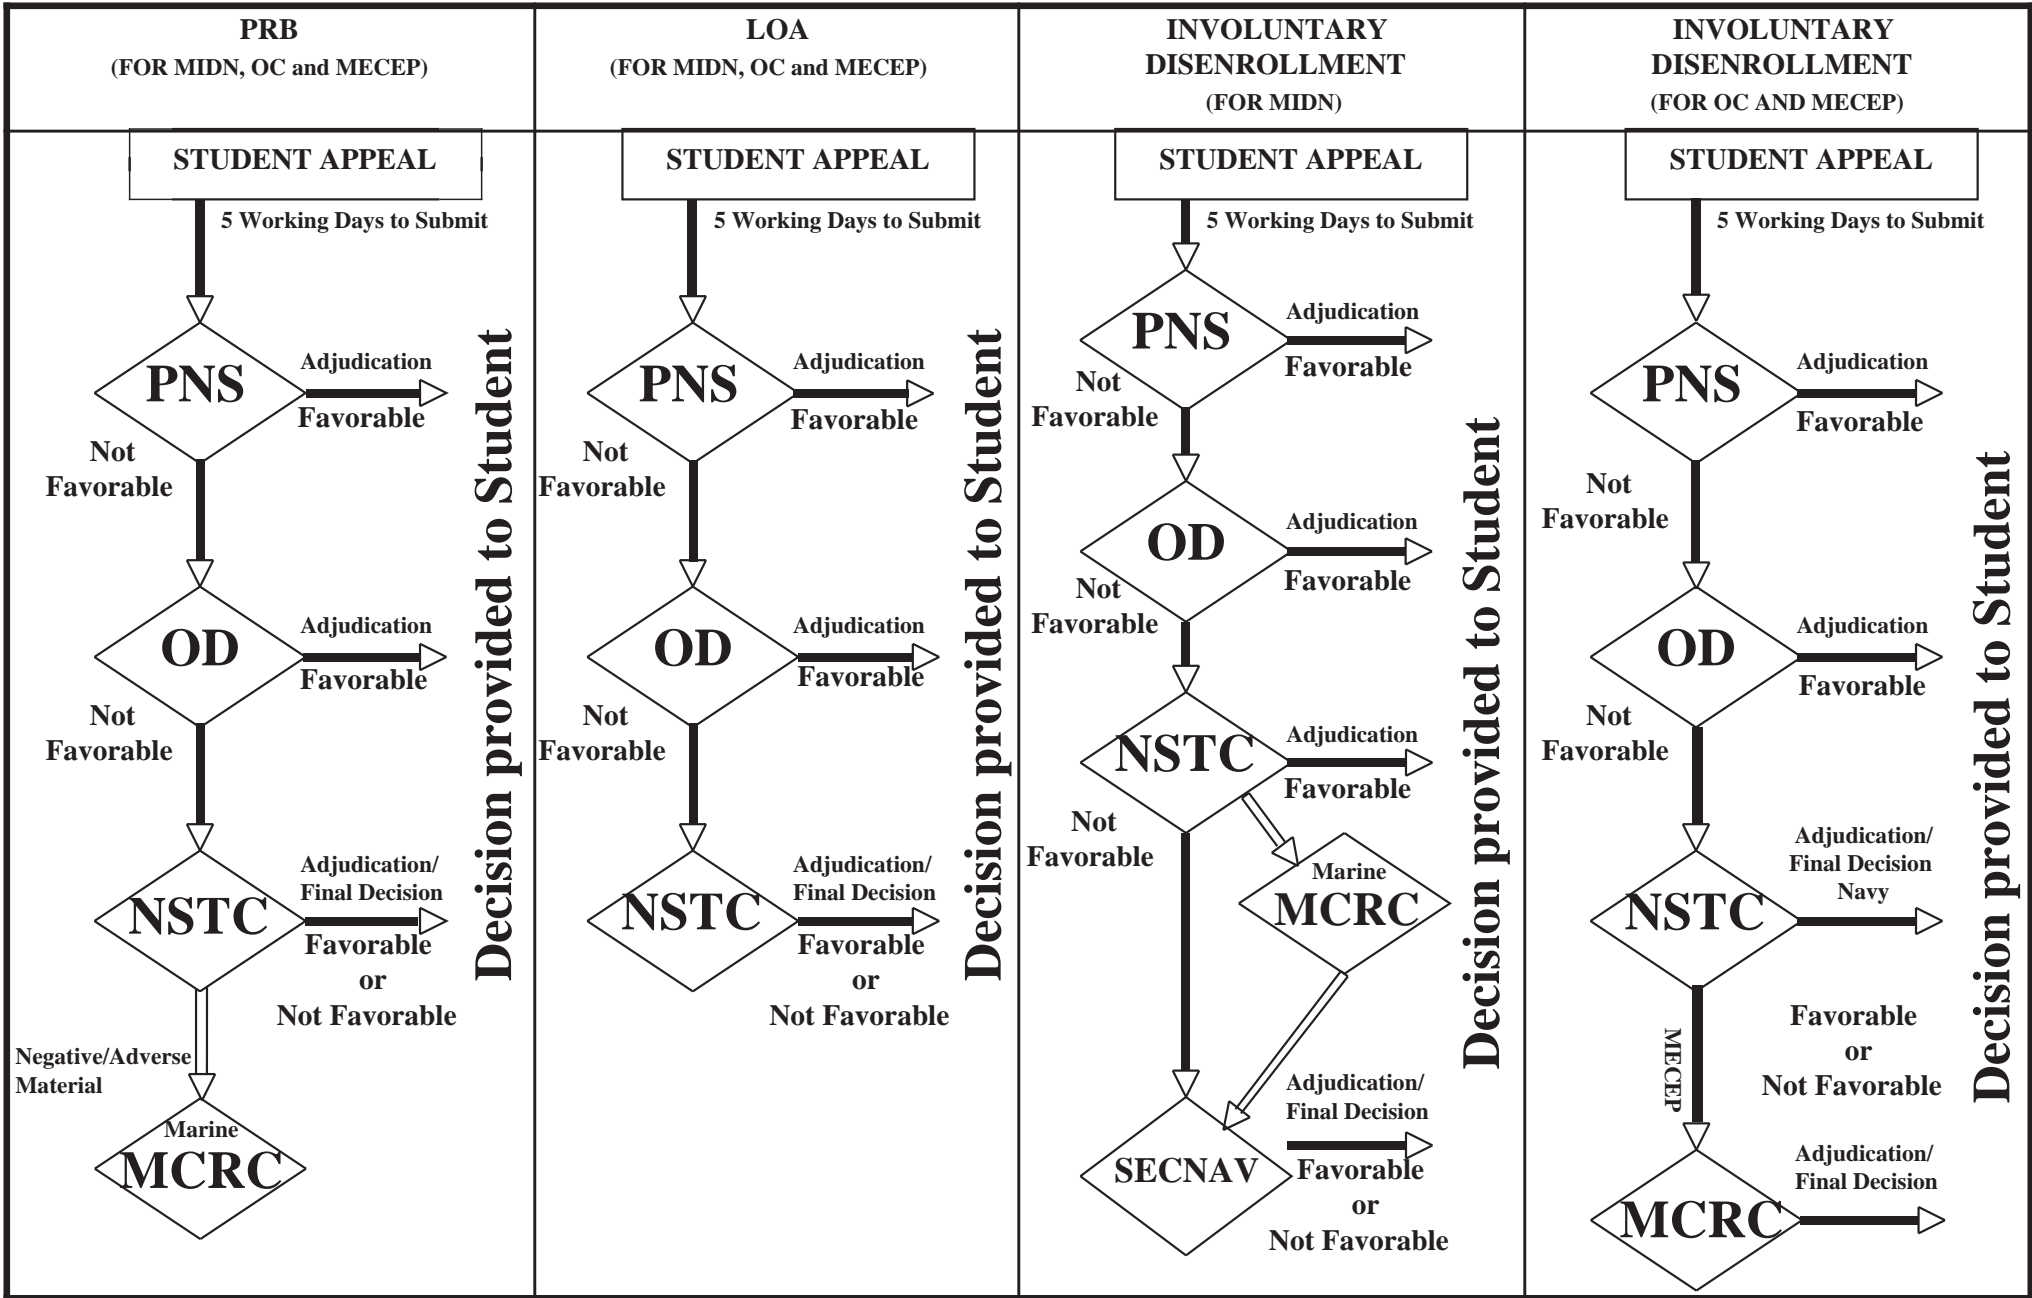 PRB
(FOR MIDN, OC and MECEP)
STUDENT APPEAL
5 Working Days to Submit
PNS
Adjudication
Favorable
Not
Favorable
OD
Adjudication
Favorable
Not
Favorable
NSTC
Adjudication/
Final Decision
Favorable
or
Not Favorable
Negative/Adverse
Material
Marine
MCRC
Decision provided to Student
LOA
(FOR MIDN, OC and MECEP)
STUDENT APPEAL
5 Working Days to Submit
PNS
Adjudication
Favorable
Not
Favorable
OD
Adjudication
Favorable
Not
Favorable
NSTC
Adjudication/
Final Decision
Favorable
or
Not Favorable
Decision provided to Student
INVOLUNTARY
DISENROLLMENT
(FOR MIDN)
STUDENT APPEAL
5 Working Days to Submit
PNS
Adjudication
Favorable
Not
Favorable
OD
Adjudication
Favorable
Not
Favorable
NSTC
Adjudication
Favorable
Not
Favorable
Marine
MCRC
SECNAV
Adjudication/
Final Decision
Favorable
or
Not Favorable
Decision provided to Student
INVOLUNTARY
DISENROLLMENT
(FOR OC AND MECEP)
STUDENT APPEAL
5 Working Days to Submit
PNS
Adjudication
Favorable
Not
Favorable
OD
Adjudication
Favorable
Not
Favorable
NSTC
Adjudication/
Final Decision
Navy
Favorable
or
Not Favorable
MECEP
MCRC
Adjudication/
Final Decision
Decision provided to Student